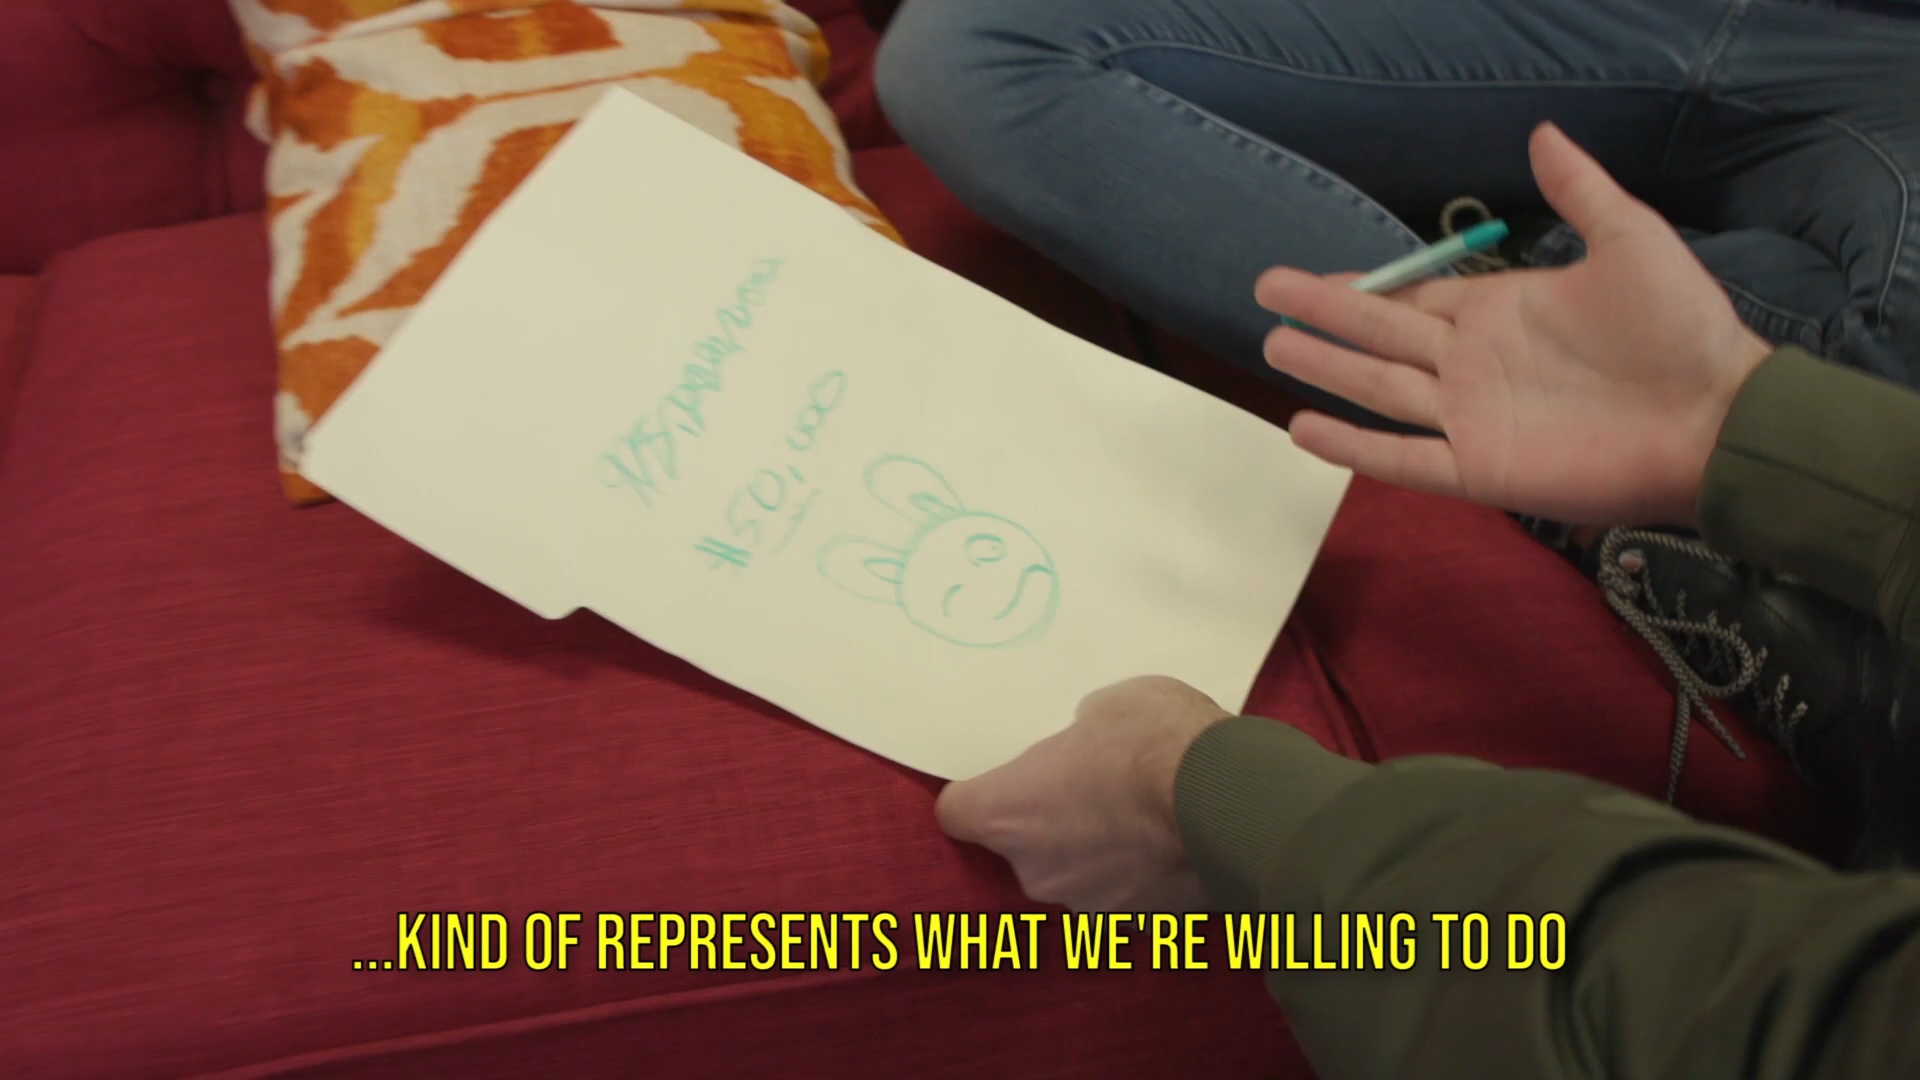 $50,000
...KIND OF REPRESENTS WHAT WE'RE WILLING TO DO